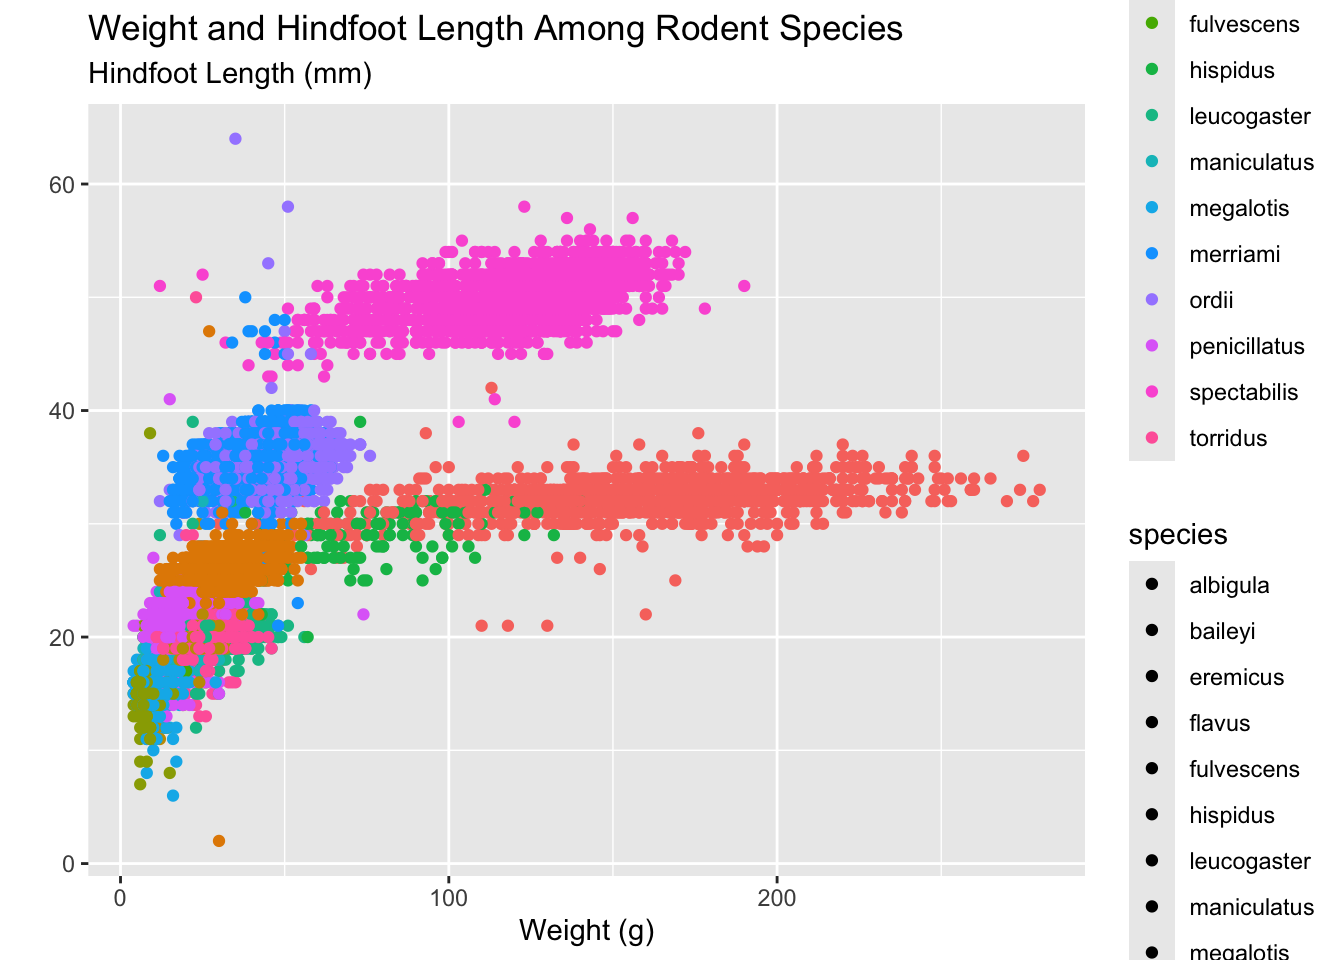 Weight and Hindfoot Length Among Rodent Species
Hindfoot Length (mm)
60
40
20
0
0 100 200
Weight (g)
fulvescens
hispidus
leucogaster
maniculatus
megalotis
merriami
ordii
penicillatus
spectabilis
torridus
species
albigula
baileyi
eremicus
flavus
fulvescens
hispidus
leucogaster
maniculatus
megalotis